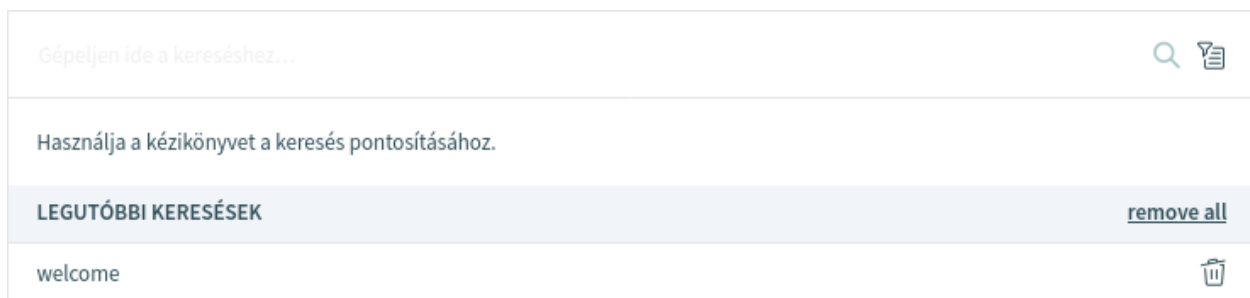 Gépeljen ide a kereséshez...
Használja a kézikönyvet a keresés pontosításához.
LEGUTÓBBI KERESÉSEK remove all
welcome